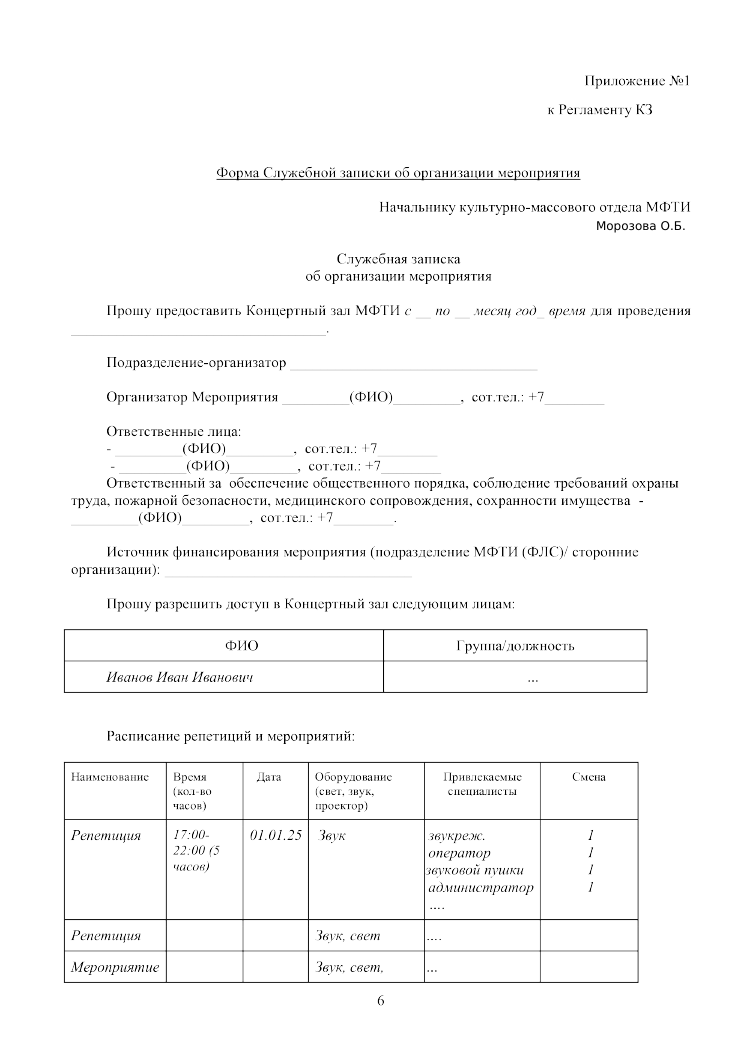 Приложение №1
к Регламенту КЗ
Форма Служебной записки об организации мероприятия
Начальнику культурно-массового отдела МФТИ
Морозова О.Б.
Служебная записка
об организации мероприятия
Прошу предоставить Концертный зал МФТИ с __ по __ месяц год_ время для проведения
__________________________________.
Подразделение-организатор _________________________________
Организатор Мероприятия _________(ФИО)_________, сот.тел.: +7________
Ответственные лица:
- _________(ФИО)_________, сот.тел.: +7________
- _________(ФИО)_________, сот.тел.: +7________
Ответственный за обеспечение общественного порядка, соблюдение требований охраны
труда, пожарной безопасности, медицинского сопровождения, сохранности имущества -
_________(ФИО)_________, сот.тел.: +7________.
Источник финансирования мероприятия (подразделение МФТИ (ФЛС)/ сторонние
организации): _________________________________
Прошу разрешить доступ в Концертный зал следующим лицам:
ФИО Группа/должность
Иванов Иван Иванович ...
Расписание репетиций и мероприятий:
Наименование Время Дата Оборудование Привлекаемые Смена
(кол-во (свет, звук, специалисты
часов) проектор)
Репетиция 17:00- 01.01.25 Звук звукреж. 1
22:00 (5 оператор 1
часов) звуковой пушки 1
администратор 1
....
Репетиция Звук, свет ....
Мероприятие Звук, свет, ...
6